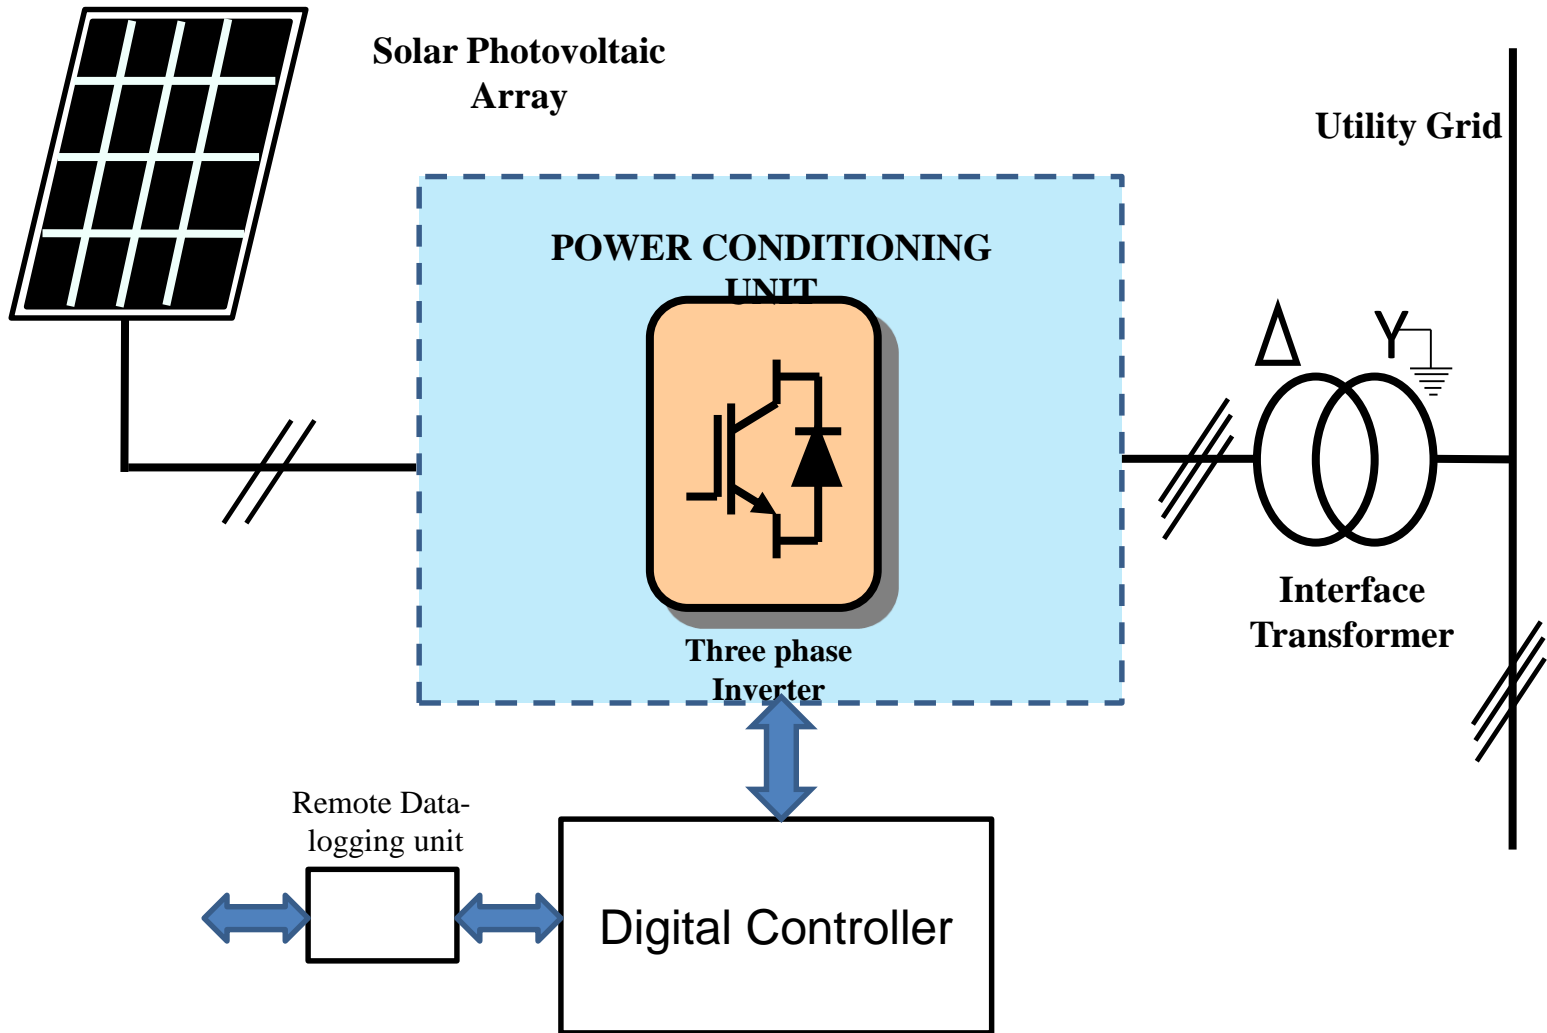 Solar Photovoltaic
Array
Utility Grid
POWER CONDITIONING
UNIT
Δ
Y
Interface
Transformer
Three phase
Inverter
Remote Data-
logging unit
Digital Controller